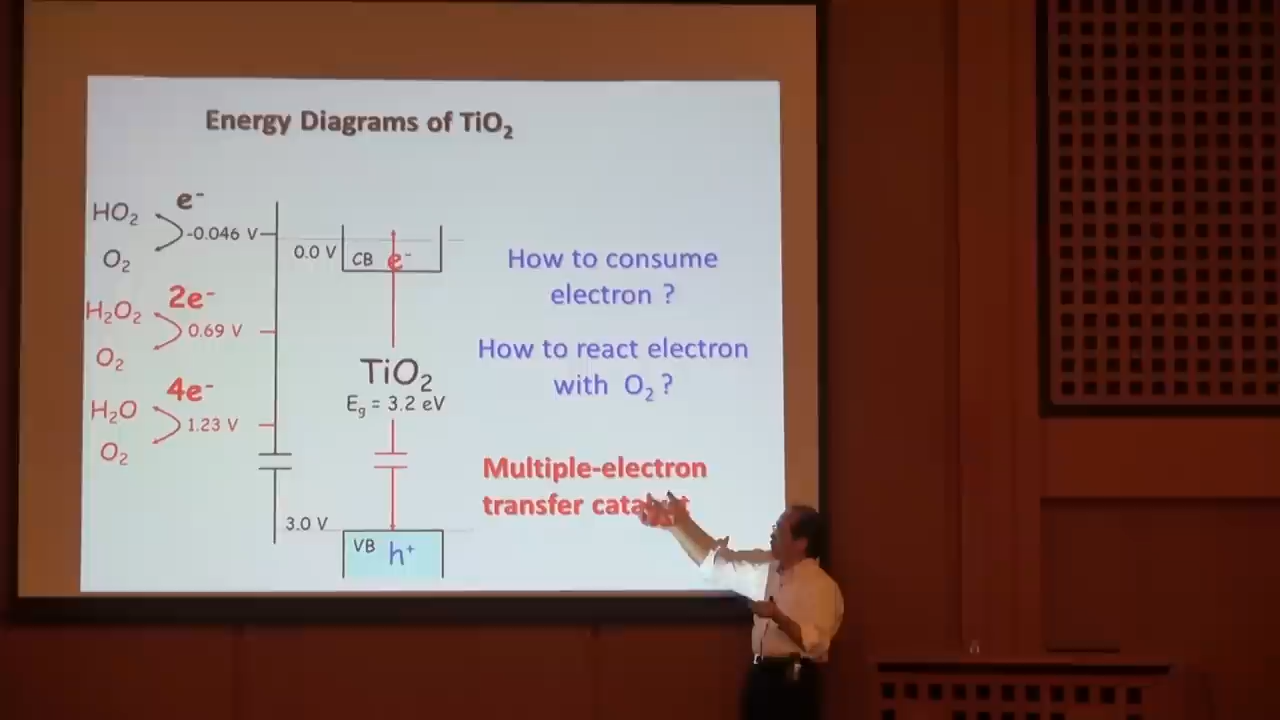 Energy Diagrams of TiO₂
HO₂
e⁻
-0.046 V
O₂
H₂O₂
2e⁻
0.69 V
O₂
H₂O
4e⁻
1.23 V
O₂
0.0 V
CB
e⁻
TiO₂
E₉ = 3.2 eV
3.0 V
VB
h⁺
How to consume
electron ?
How to react electron
with O₂ ?
Multiple-electron
transfer